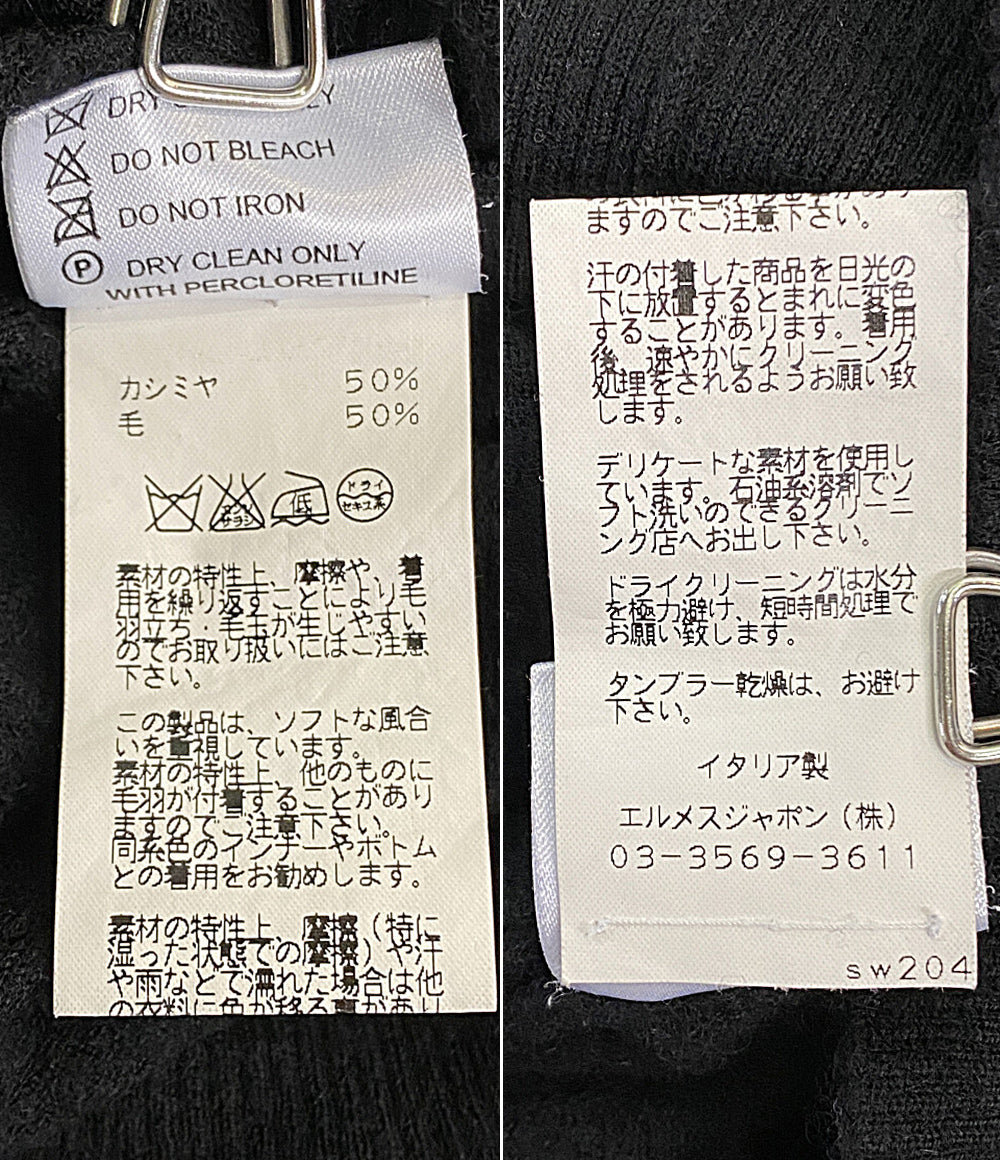 DRY
DO NOT BLEACH
DO NOT IRON
P
DRY CLEAN ONLY
WITH PERCLORETILINE
カシミヤ 50%
毛 50%
エンソ
サラシ
低
ドライ
セキユ系
素材の特性上、摩擦や、着
用を繰り返すことにより毛
羽立ち・毛玉が生じやすい
のでお取り扱いにはご注意
下さい。
この製品は、ソフトな風合
いを重視しています。
素材の特性上、他のものに
毛羽が付着することがあり
ますのでご注意下さい。
同系色のインナーやボトム
との着用をお勧めします。
素材の特性上、摩擦(特に
湿った状態での摩擦)や汗
や雨などで濡れた場合は他
の衣料に色が移る事があり
ますのでご注意下さい。
汗の付着した商品を日光の
下に放置するとまれに変色
することがあります。着用
後、速やかにクリーニング
処理をされるようお願い致
します。
デリケートな素材を使用し
ています。石油系溶剤でソ
フト洗いのできるクリーニ
ング店へお出し下さい。
ドライクリーニングは水分
を極力避け、短時間処理で
お願い致します。
タンブラー乾燥は、お避け
下さい。
イタリア製
エルメスジャポン(株)
03-3569-3611
sw204